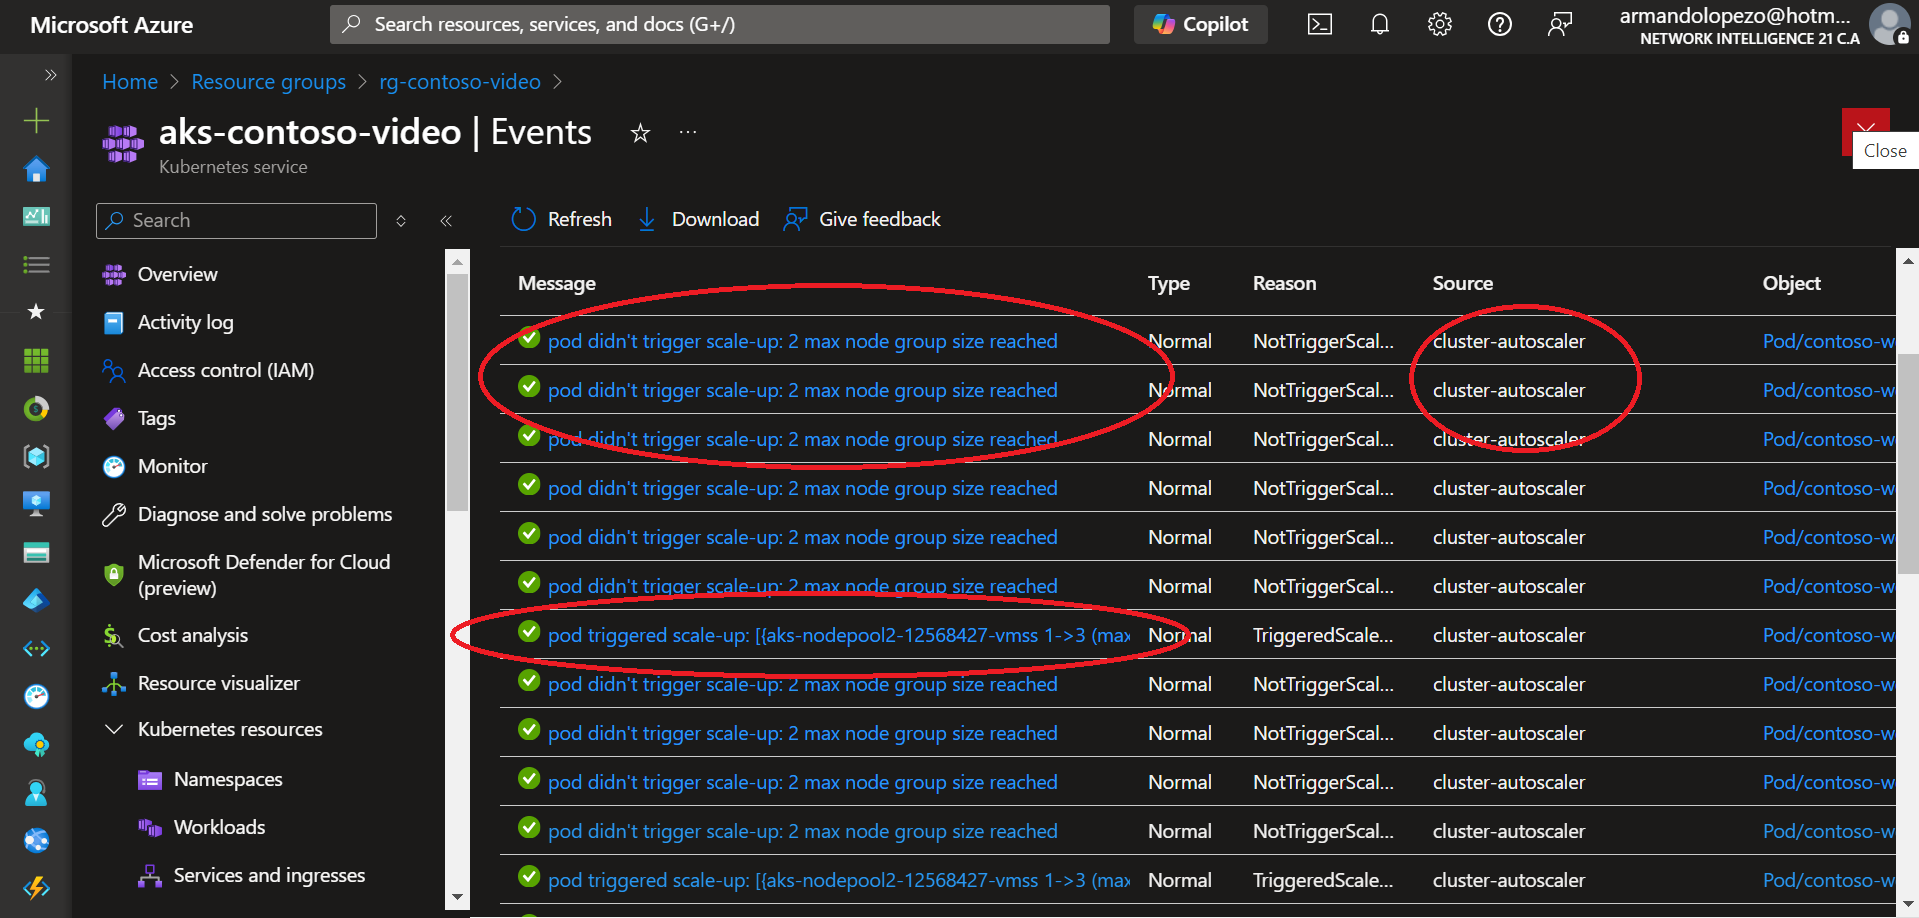 Microsoft Azure
Search resources, services, and docs (G+/)
Copilot
armandolopezo@hotm...
NETWORK INTELLIGENCE 21 C.A
Home > Resource groups > rg-contoso-video >
aks-contoso-video | Events
Kubernetes service
Close
Search
Refresh
Download
Give feedback
Overview
Activity log
Access control (IAM)
Tags
Monitor
Diagnose and solve problems
Microsoft Defender for Cloud
(preview)
Cost analysis
Resource visualizer
Kubernetes resources
Namespaces
Workloads
Services and ingresses
Message Type Reason Source Object
pod didn't trigger scale-up: 2 max node group size reached Normal NotTriggerScal... cluster-autoscaler Pod/contoso-w
pod didn't trigger scale-up: 2 max node group size reached Normal NotTriggerScal... cluster-autoscaler Pod/contoso-w
pod didn't trigger scale-up: 2 max node group size reached Normal NotTriggerScal... cluster-autoscaler Pod/contoso-w
pod didn't trigger scale-up: 2 max node group size reached Normal NotTriggerScal... cluster-autoscaler Pod/contoso-w
pod didn't trigger scale-up: 2 max node group size reached Normal NotTriggerScal... cluster-autoscaler Pod/contoso-w
pod didn't trigger scale-up: 2 max node group size reached Normal NotTriggerScal... cluster-autoscaler Pod/contoso-w
pod triggered scale-up: [{aks-nodepool2-12568427-vmss 1->3 (max Normal TriggeredScale... cluster-autoscaler Pod/contoso-w
pod didn't trigger scale-up: 2 max node group size reached Normal NotTriggerScal... cluster-autoscaler Pod/contoso-w
pod didn't trigger scale-up: 2 max node group size reached Normal NotTriggerScal... cluster-autoscaler Pod/contoso-w
pod didn't trigger scale-up: 2 max node group size reached Normal NotTriggerScal... cluster-autoscaler Pod/contoso-w
pod didn't trigger scale-up: 2 max node group size reached Normal NotTriggerScal... cluster-autoscaler Pod/contoso-w
pod triggered scale-up: [{aks-nodepool2-12568427-vmss 1->3 (max Normal TriggeredScale... cluster-autoscaler Pod/contoso-w